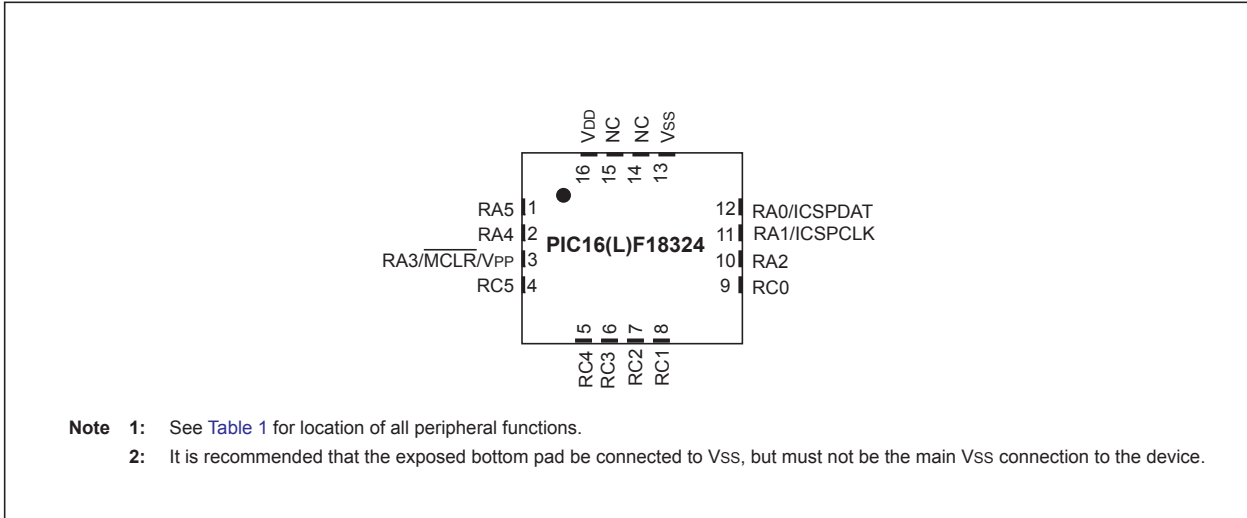 VDD
NC
NC
VSS
16
15
14
13
RA5 1
RA4 2
RA3/MCLR/VPP 3
RC5 4
PIC16(L)F18324
12 RA0/ICSPDAT
11 RA1/ICSPCLK
10 RA2
9 RC0
5
6
7
8
RC4
RC3
RC2
RC1
Note 1: See Table 1 for location of all peripheral functions.
2: It is recommended that the exposed bottom pad be connected to VSS, but must not be the main VSS connection to the device.